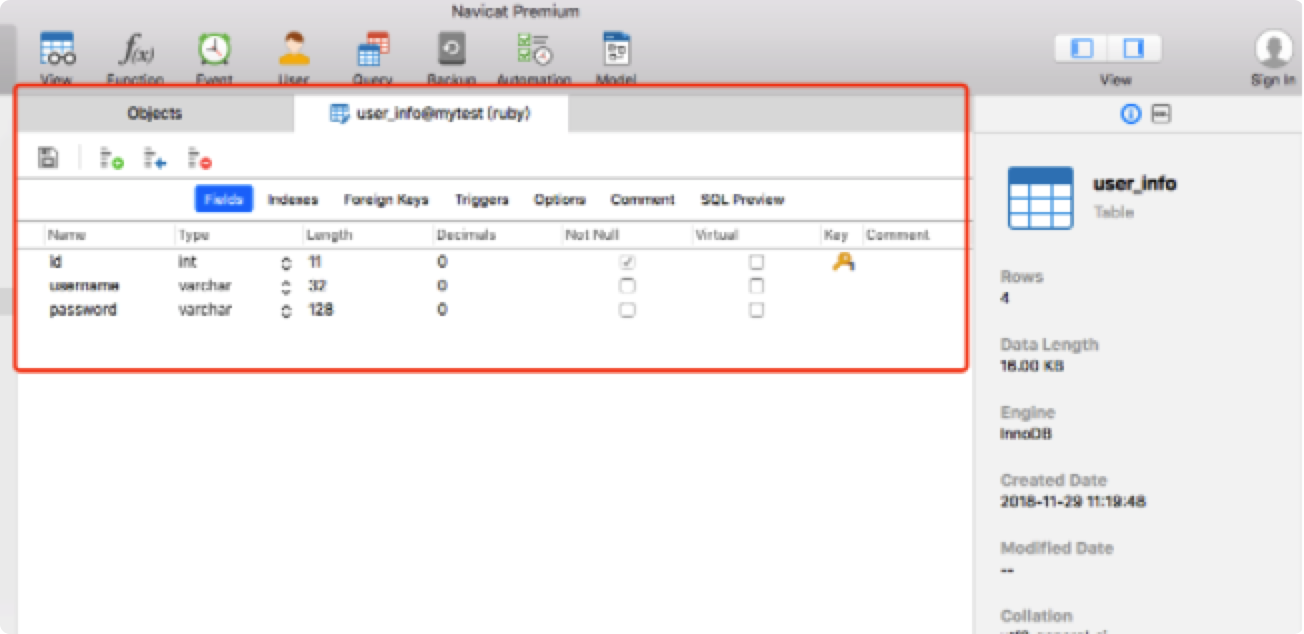 Navicat Premium
View Function Event User Query Backup Automation Model View Sign In
Objects user_info@mytest (ruby)
Fields Indexes Foreign Keys Triggers Options Comment SQL Preview
Name Type Length Decimals Not Null Virtual Key Comment
id int 11 0 1
username varchar 32 0
password varchar 128 0
user_info
Table
Rows
4
Data Length
16.00 KB
Engine
InnoDB
Created Date
2018-11-29 11:19:48
Modified Date
--
Collation